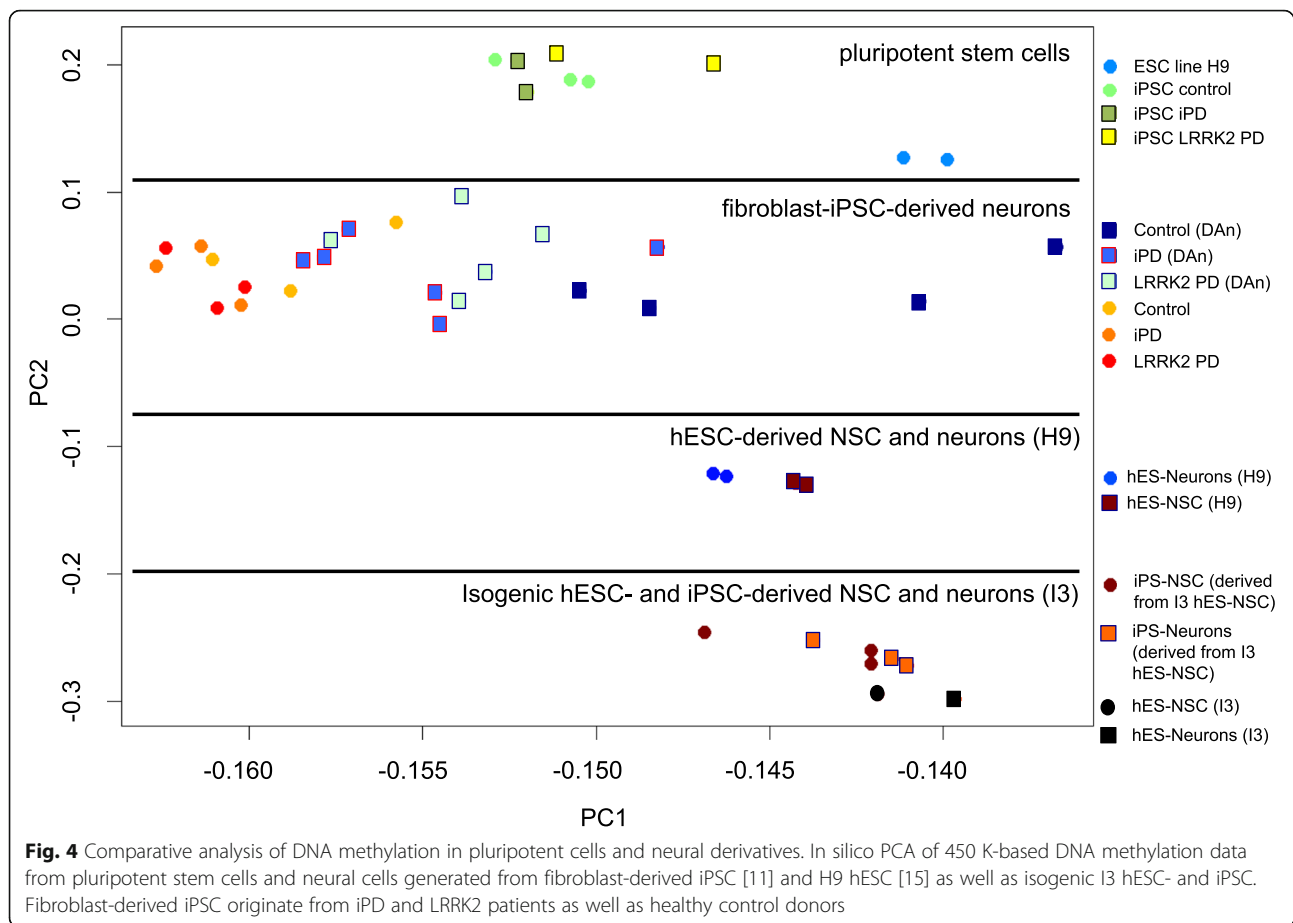 pluripotent stem cells
fibroblast-iPSC-derived neurons
hESC-derived NSC and neurons (H9)
Isogenic hESC- and iPSC-derived NSC and neurons (I3)
0.2
0.1
0.0
-0.1
-0.2
-0.3
PC2
-0.160
-0.155
-0.150
-0.145
-0.140
PC1
ESC line H9
iPSC control
iPSC iPD
iPSC LRRK2 PD
Control (DAn)
iPD (DAn)
LRRK2 PD (DAn)
Control
iPD
LRRK2 PD
hES-Neurons (H9)
hES-NSC (H9)
iPS-NSC (derived
from I3 hES-NSC)
iPS-Neurons
(derived from I3
hES-NSC)
hES-NSC (I3)
hES-Neurons (I3)
Fig. 4 Comparative analysis of DNA methylation in pluripotent cells and neural derivatives. In silico PCA of 450 K-based DNA methylation data
from pluripotent stem cells and neural cells generated from fibroblast-derived iPSC [11] and H9 hESC [15] as well as isogenic I3 hESC- and iPSC.
Fibroblast-derived iPSC originate from iPD and LRRK2 patients as well as healthy control donors